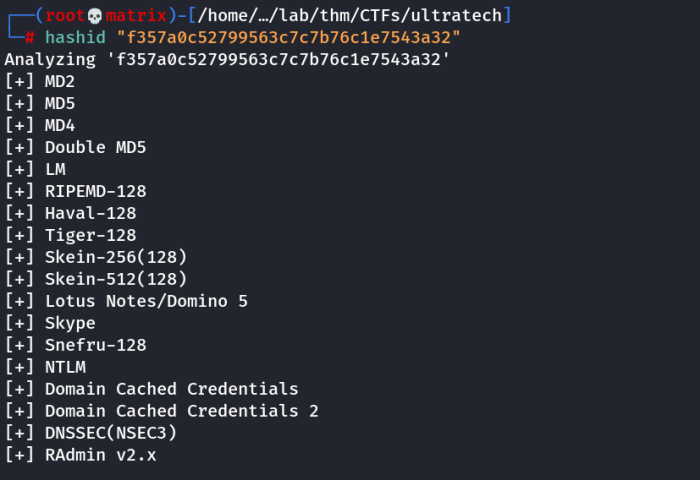 ┌──(root💀matrix)-[/home/…/lab/thm/CTFs/ultratech]
└─# hashid "f357a0c52799563c7c7b76c1e7543a32"
Analyzing 'f357a0c52799563c7c7b76c1e7543a32'
[+] MD2
[+] MD5
[+] MD4
[+] Double MD5
[+] LM
[+] RIPEMD-128
[+] Haval-128
[+] Tiger-128
[+] Skein-256(128)
[+] Skein-512(128)
[+] Lotus Notes/Domino 5
[+] Skype
[+] Snefru-128
[+] NTLM
[+] Domain Cached Credentials
[+] Domain Cached Credentials 2
[+] DNSSEC(NSEC3)
[+] RAdmin v2.x